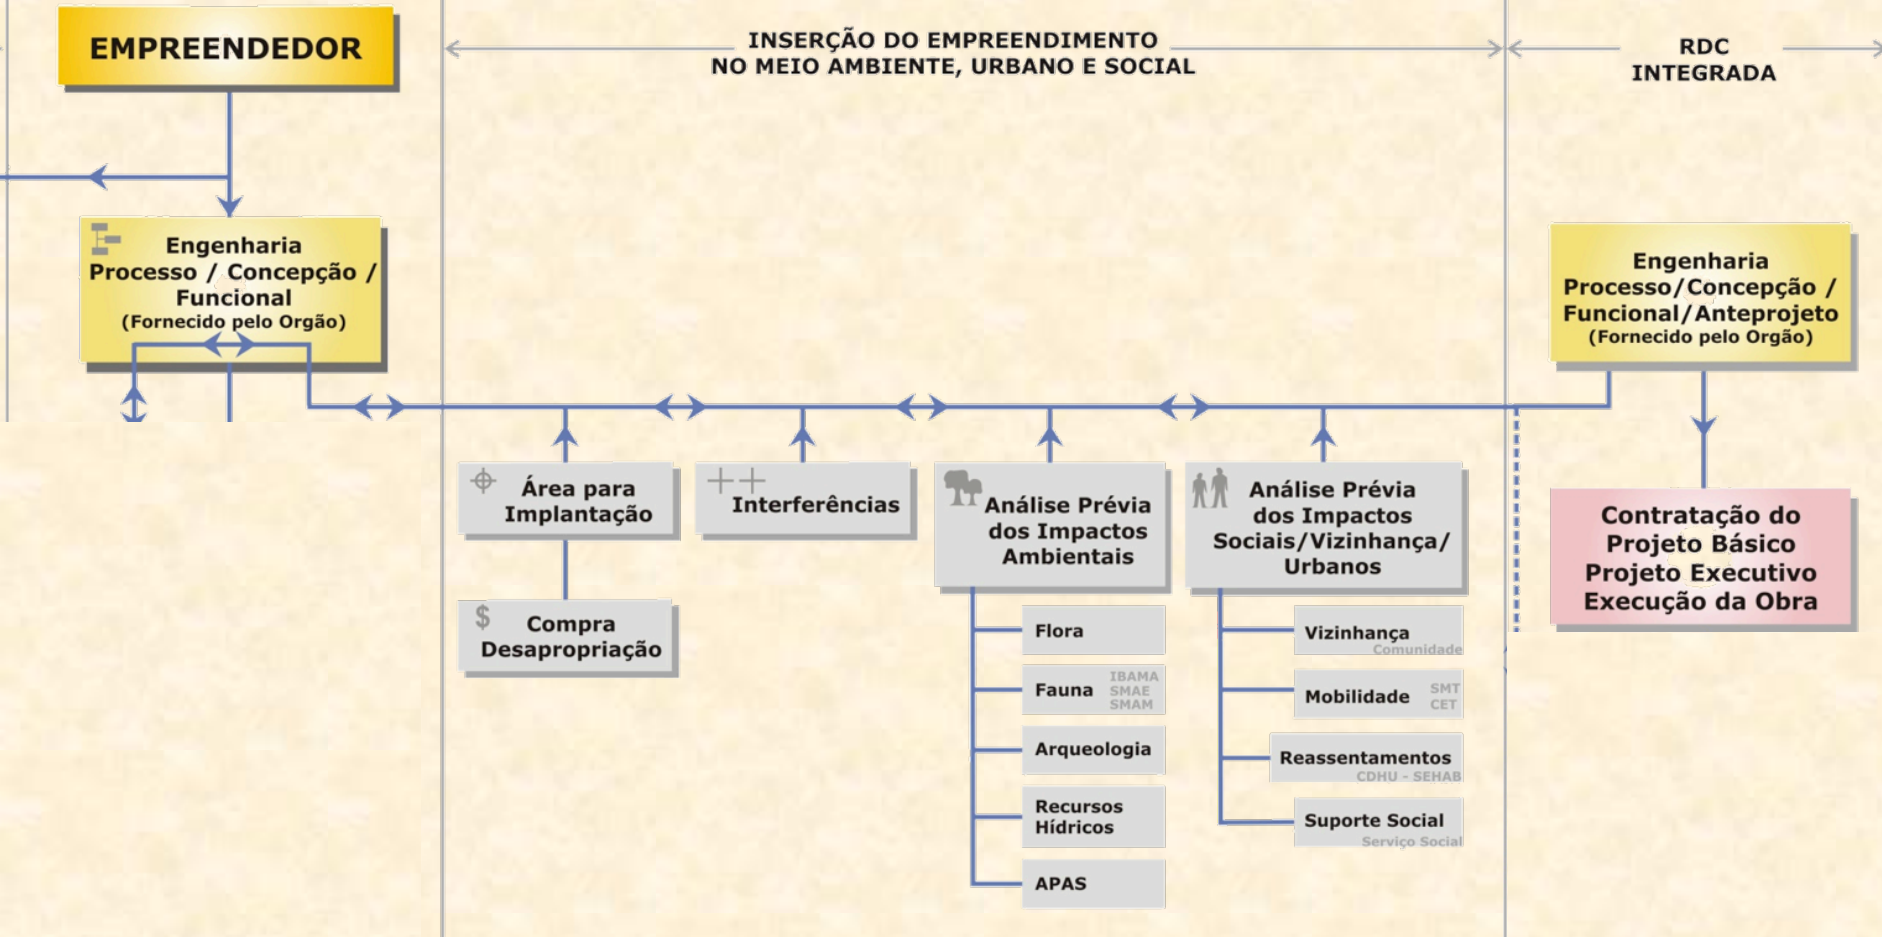 EMPREENDEDOR
INSERÇÃO DO EMPREENDIMENTO
NO MEIO AMBIENTE, URBANO E SOCIAL
RDC
INTEGRADA
Engenharia
Processo / Concepção /
Funcional
(Fornecido pelo Orgão)
Engenharia
Processo/Concepção /
Funcional/Anteprojeto
(Fornecido pelo Orgão)
Área para
Implantação
Interferências
Análise Prévia
dos Impactos
Ambientais
Análise Prévia
dos Impactos
Sociais/Vizinhança/
Urbanos
Contratação do
Projeto Básico
Projeto Executivo
Execução da Obra
$
Compra
Desapropriação
Flora
Fauna
IBAMA
SMAE
SMAM
Arqueologia
Recursos
Hídricos
APAS
Vizinhança
Comunidade
Mobilidade
SMT
CET
Reassentamentos
CDHU - SEHAB
Suporte Social
Serviço Social